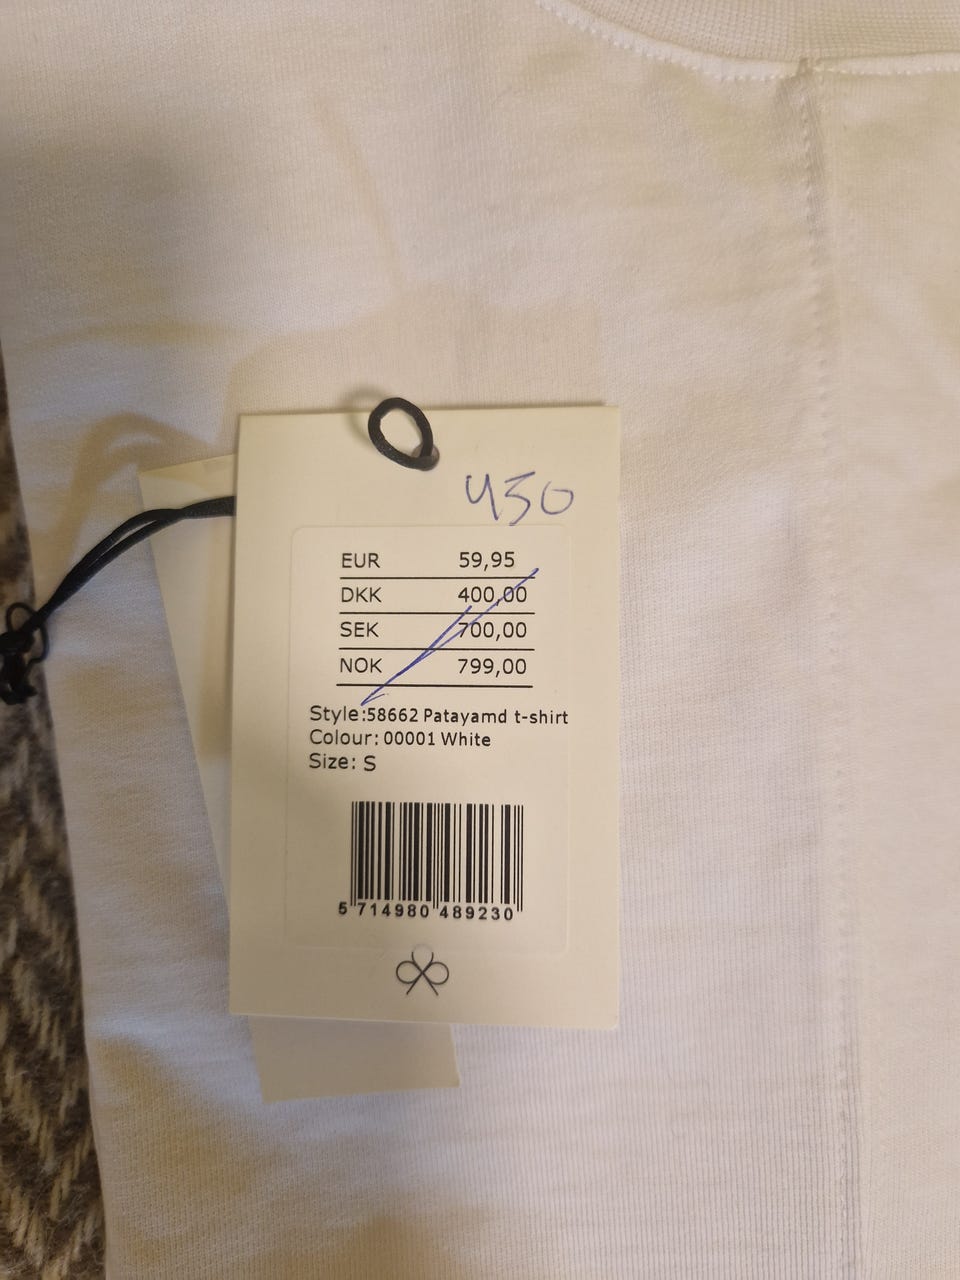 450
EUR 59,95
DKK 400,00
SEK 700,00
NOK 799,00
Style:58662 Patayamd t-shirt
Colour: 00001 White
Size: S
5 714980 489230